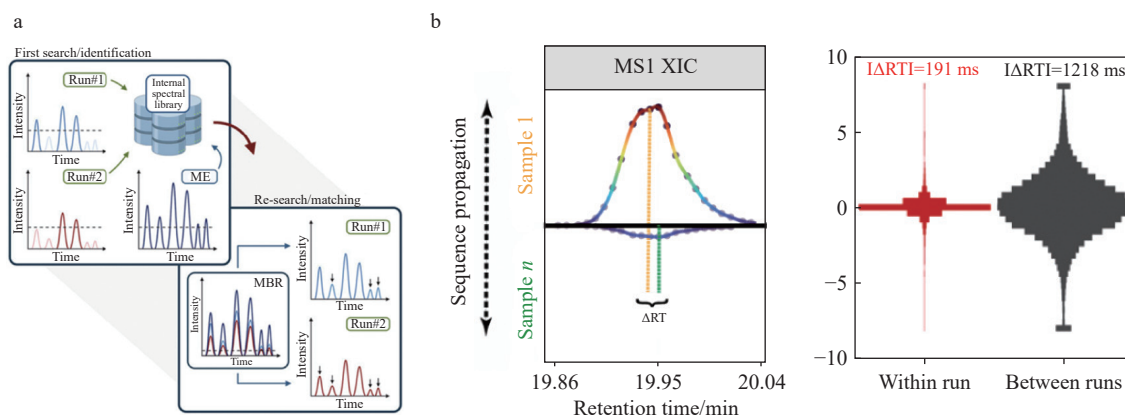 a
First search/identification
Run#1
Internal
spectral
library
Intensity
Time
Run#2
ME
Intensity
Time
Intensity
Time
Re-search/matching
Run#1
Intensity
Time
MBR
Intensity
Time
Run#2
Intensity
Time
b
MS1 XIC
Sequence propagation
Sample 1
Sample n
ΔRT
19.86
19.95
20.04
Retention time/min
10
5
0
−5
−10
IΔRTI=191 ms
IΔRTI=1218 ms
Within run
Between runs